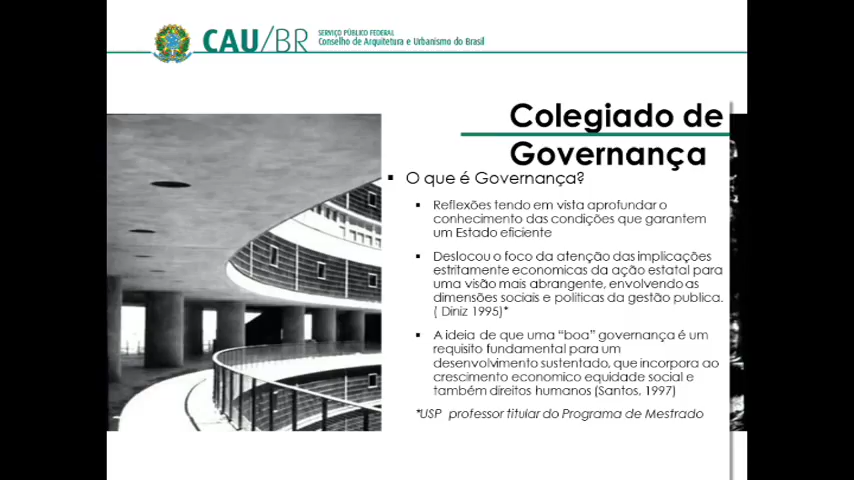 CAU/BR
SERVIÇO PÚBLICO FEDERAL
Conselho de Arquitetura e Urbanismo do Brasil
Colegiado de
Governança
▪ O que é Governança?
▪ Reflexões tendo em vista aprofundar o
conhecimento das condições que garantem
um Estado eficiente
▪ Deslocou o foco da atenção das implicações
estritamente economicas da ação estatal para
uma visão mais abrangente, envolvendo as
dimensões sociais e politicas da gestão publica.
( Diniz 1995)*
▪ A ideia de que uma “boa” governança é um
requisito fundamental para um
desenvolvimento sustentado, que incorpora ao
crescimento economico equidade social e
também direitos humanos (Santos, 1997)
*USP professor titular do Programa de Mestrado